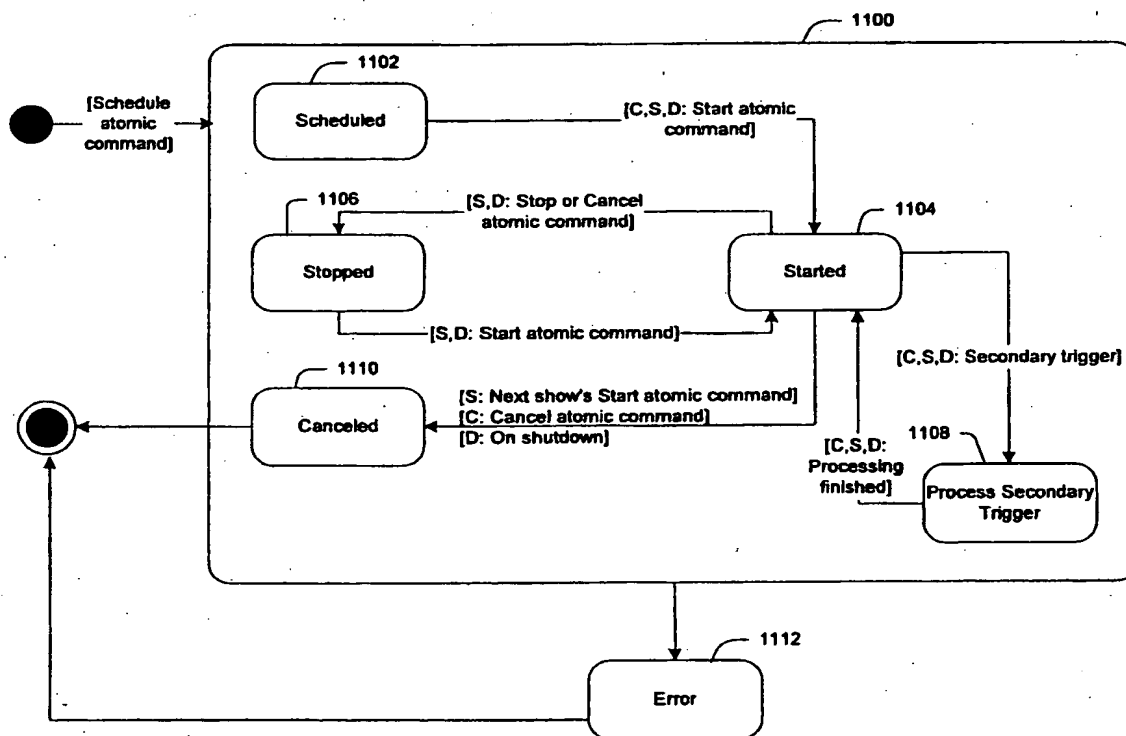 1100
1102
[Schedule
atomic
command]
Scheduled
[C,S,D: Start atomic
command]
1106
[S,D: Stop or Cancel
atomic command]
1104
Stopped
Started
[S,D: Start atomic command]
[C,S,D: Secondary trigger]
1110
[S: Next show's Start atomic command]
[C: Cancel atomic command]
[D: On shutdown]
Canceled
[C,S,D:
Processing
finished]
1108
Process Secondary
Trigger
1112
Error